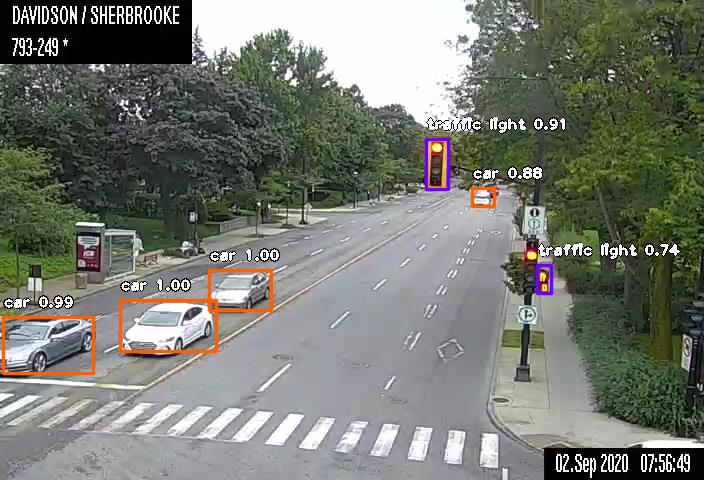 DAVIDSON / SHERBROOKE
793-249 *
traffic light 0.91
car 0.88
traffic light 0.74
car 1.00
car 1.00
car 0.99
02.Sep 2020 07:56:49